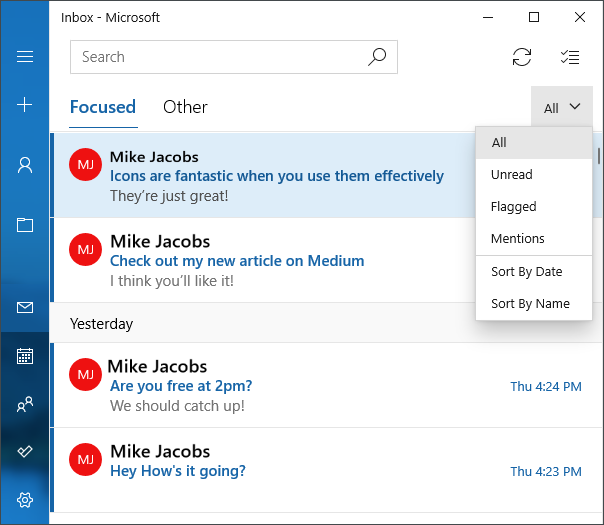 Inbox - Microsoft
Search
Focused Other All
All
Unread
Flagged
Mentions
Sort By Date
Sort By Name
MJ Mike Jacobs
Icons are fantastic when you use them effectively
They’re just great!
MJ Mike Jacobs
Check out my new article on Medium
I think you’ll like it!
Yesterday
MJ Mike Jacobs
Are you free at 2pm? Thu 4:24 PM
We should catch up!
MJ Mike Jacobs
Hey How's it going? Thu 4:23 PM